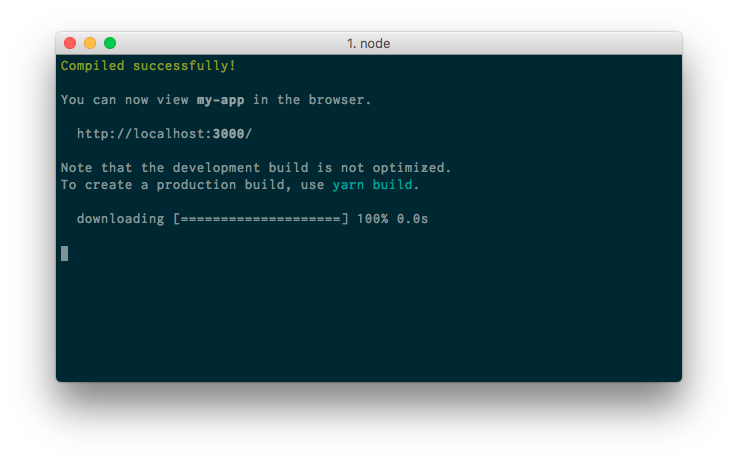 1. node
Compiled successfully!
You can now view my-app in the browser.
http://localhost:3000/
Note that the development build is not optimized.
To create a production build, use yarn build.
downloading [====================] 100% 0.0s